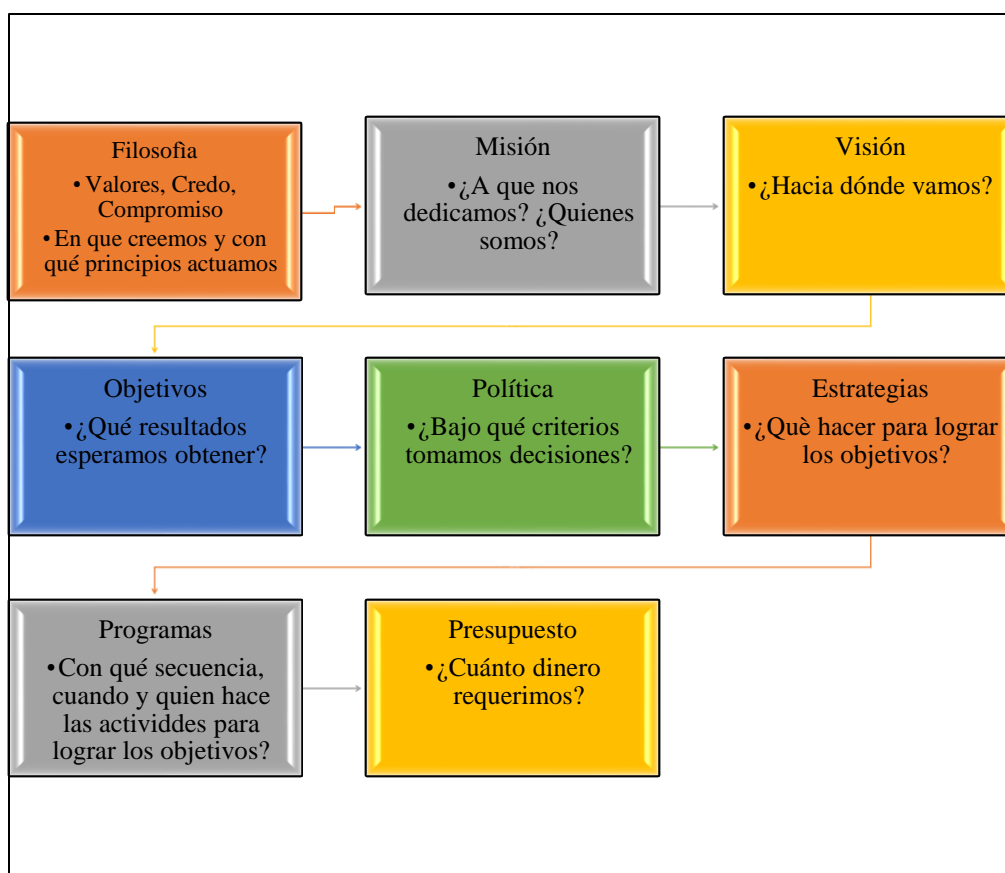 Filosofìa
• Valores, Credo,
Compromiso
• En que creemos y con
qué principios actuamos
Misión
• ¿A que nos
dedicamos? ¿Quienes
somos?
Visión
• ¿Hacia dónde vamos?
Objetivos
• ¿Qué resultados
esperamos obtener?
Política
• ¿Bajo qué criterios
tomamos decisiones?
Estrategias
• ¿Què hacer para lograr
los objetivos?
Programas
• Con qué secuencia,
cuando y quien hace
las actividdes para
lograr los objetivos?
Presupuesto
• ¿Cuánto dinero
requerimos?